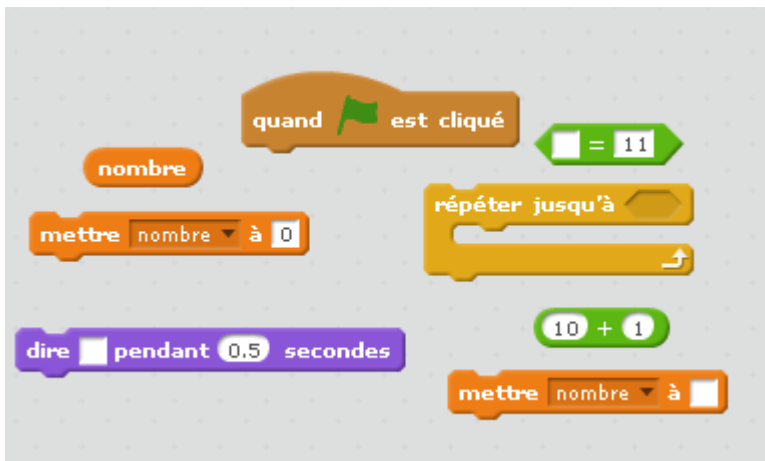 quand est cliqué
= 11
nombre
répéter jusqu'à
mettre nombre à 0
10 + 1
dire pendant 0.5 secondes
mettre nombre à